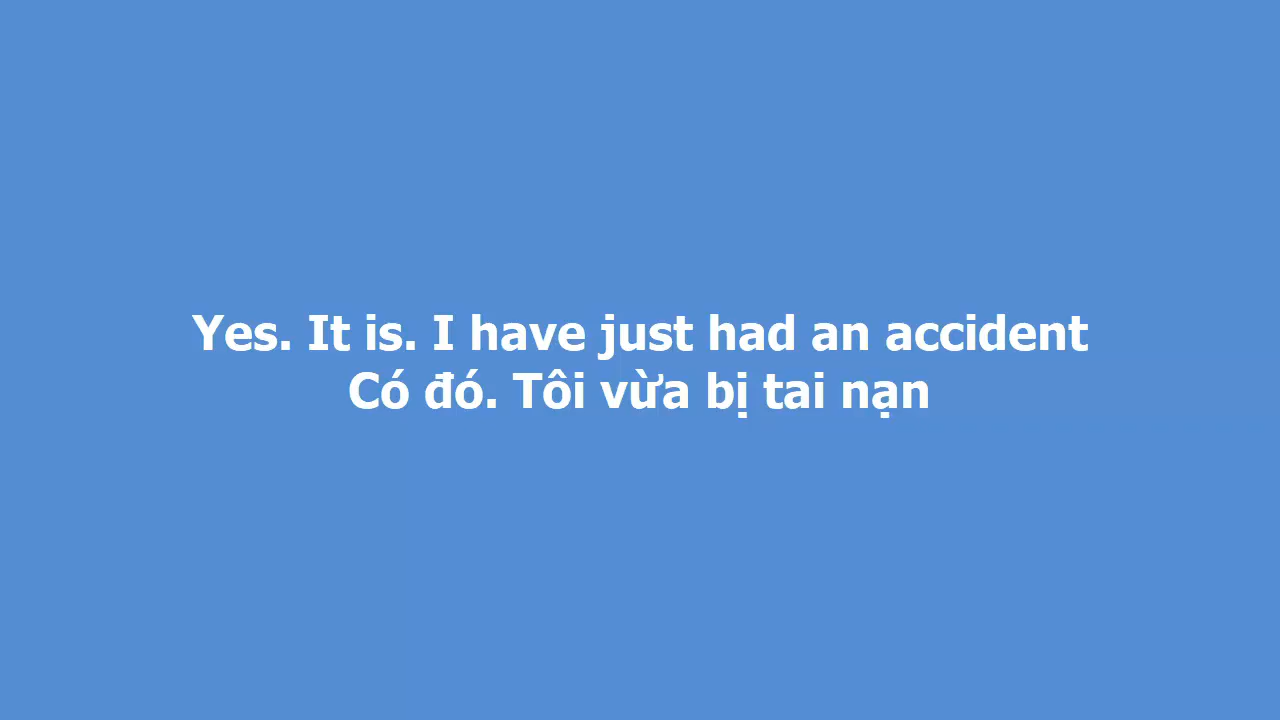 Yes. It is. I have just had an accident
Có đó. Tôi vừa bị tai nạn